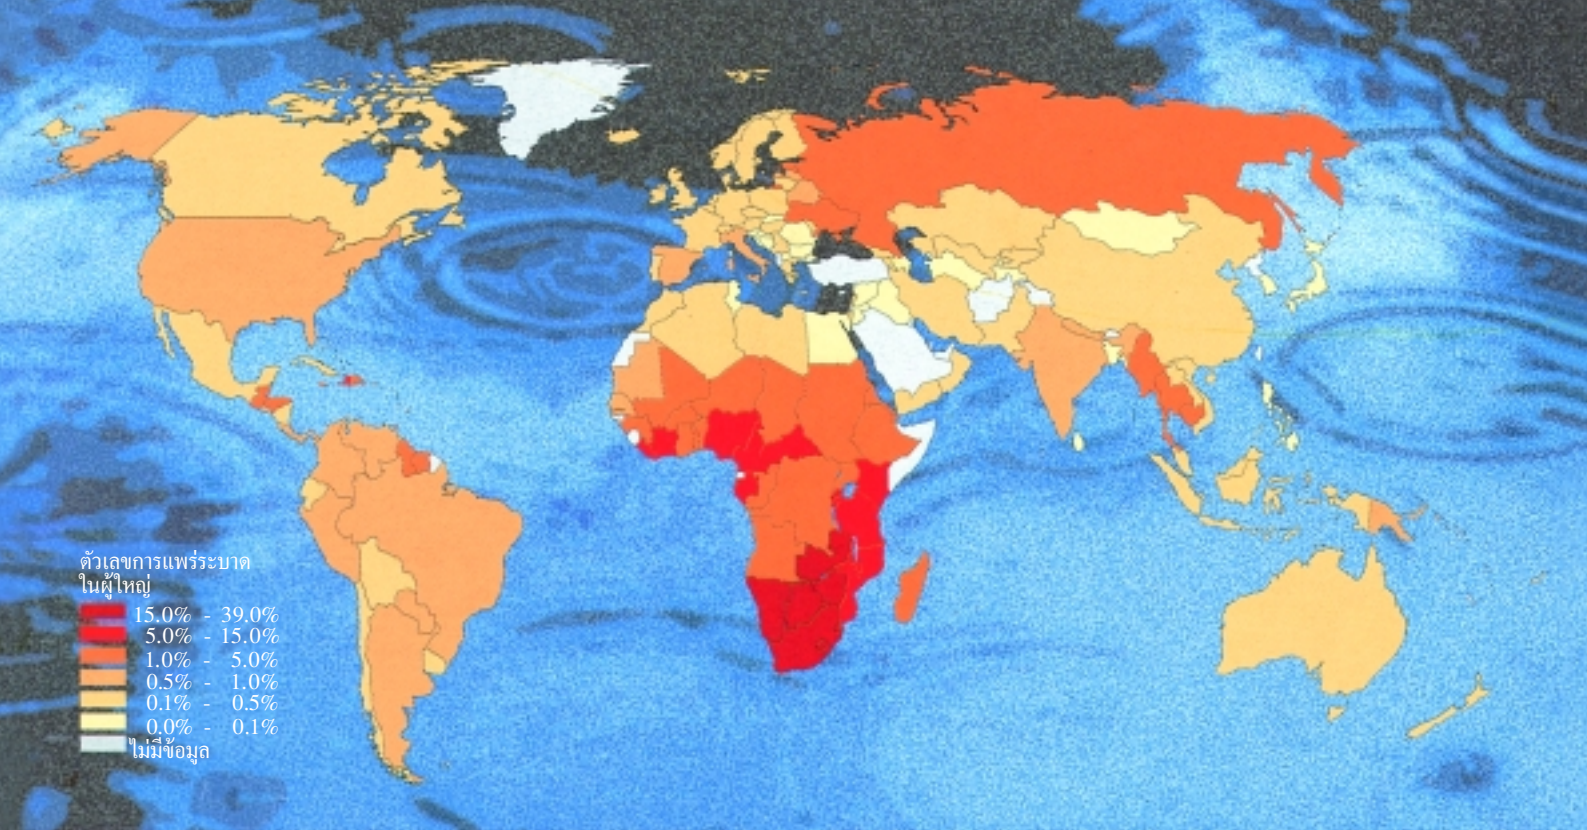 ตัวเลขการแพร่ระบาด
ในผู้ใหญ่
15.0% - 39.0%
5.0% - 15.0%
1.0% - 5.0%
0.5% - 1.0%
0.1% - 0.5%
0.0% - 0.1%
ไม่มีข้อมูล